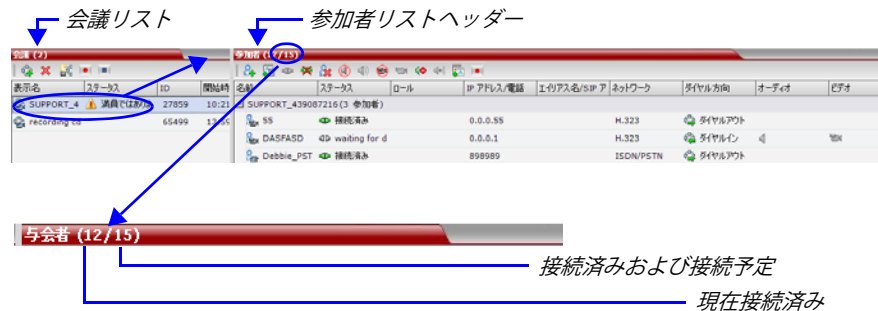 会議リスト
参加者リストヘッダー
会議 (2)
参加者 (12/15)
表示名 ステータス ID 開始時
名前 ステータス ロール IP アドレス/電話 エイリアス名/SIP ア ネットワーク ダイヤル方向 オーディオ ビデオ
SUPPORT_4 満員ではあり 27859 10:21
SUPPORT_439087216(3 参加者)
recording ca 65499
55 接続済み 0.0.0.55 H.323 ダイヤルアウト
DASFASD waiting for d 0.0.0.1 H.323 ダイヤルイン
Debbie_PST 接続済み 898989 ISDN/PSTN ダイヤルアウト
与会者 (12/15)
接続済みおよび接続予定
現在接続済み